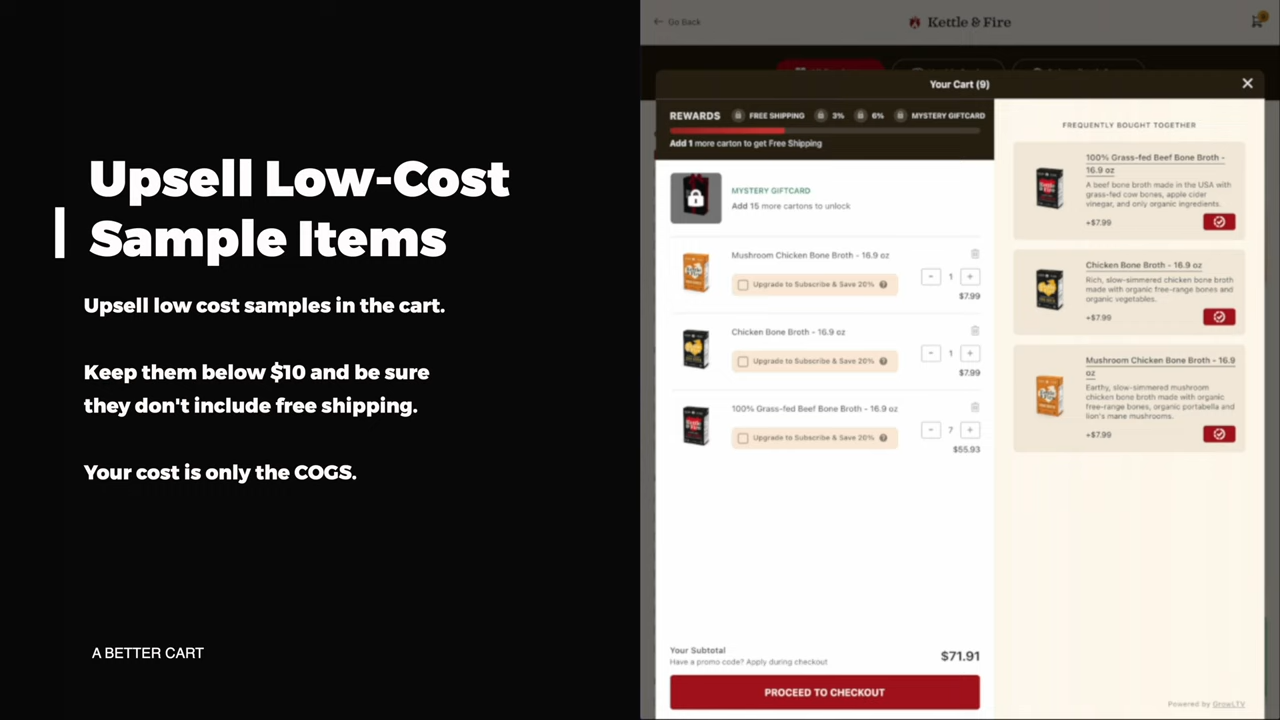 Upsell Low-Cost
Sample Items
Upsell low cost samples in the cart.
Keep them below $10 and be sure
they don't include free shipping.
Your cost is only the COGS.
A BETTER CART
Go Back
Kettle & Fire
Your Cart (9)
REWARDS FREE SHIPPING 3% 6% MYSTERY GIFTCARD
Add 1 more carton to get Free Shipping
MYSTERY GIFTCARD
Add 15 more cartons to unlock
Mushroom Chicken Bone Broth - 16.9 oz
- 1 +
Upgrade to Subscribe & Save 20%
$7.99
Chicken Bone Broth - 16.9 oz
- 1 +
Upgrade to Subscribe & Save 20%
$7.99
100% Grass-fed Beef Bone Broth - 16.9 oz
- 7 +
Upgrade to Subscribe & Save 20%
$55.93
Your Subtotal
Have a promo code? Apply during checkout
$71.91
PROCEED TO CHECKOUT
FREQUENTLY BOUGHT TOGETHER
100% Grass-fed Beef Bone Broth -
16.9 oz
A beef bone broth made in the USA with
grass-fed cow bones, apple cider
vinegar, and only organic ingredients.
+$7.99
Chicken Bone Broth - 16.9 oz
Rich, slow-simmered chicken bone broth
made with organic free-range bones and
organic vegetables.
+$7.99
Mushroom Chicken Bone Broth - 16.9
oz
Earthy, slow-simmered mushroom
chicken bone broth made with organic
free-range bones, organic portabella and
lion's mane mushrooms.
+$7.99
Powered by GrowLTV